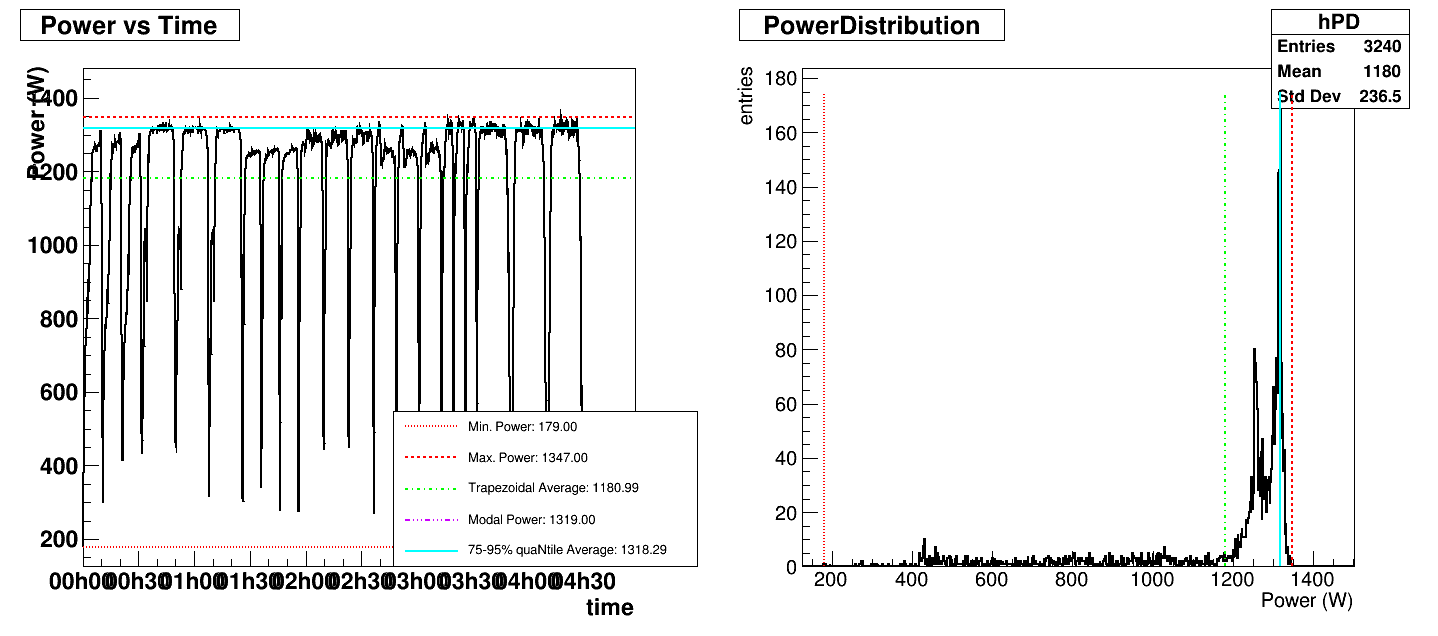 Power vs Time
Power (W)
1400
1200
1000
800
600
400
200
00h00
00h30
01h00
01h30
02h00
02h30
03h00
03h30
04h00
04h30
time
Min. Power: 179.00
Max. Power: 1347.00
Trapezoidal Average: 1180.99
Modal Power: 1319.00
75-95% quaNtile Average: 1318.29
PowerDistribution
hPD
Entries 3240
Mean 1180
Std Dev 236.5
entries
180
160
140
120
100
80
60
40
20
0
200
400
600
800
1000
1200
1400
Power (W)